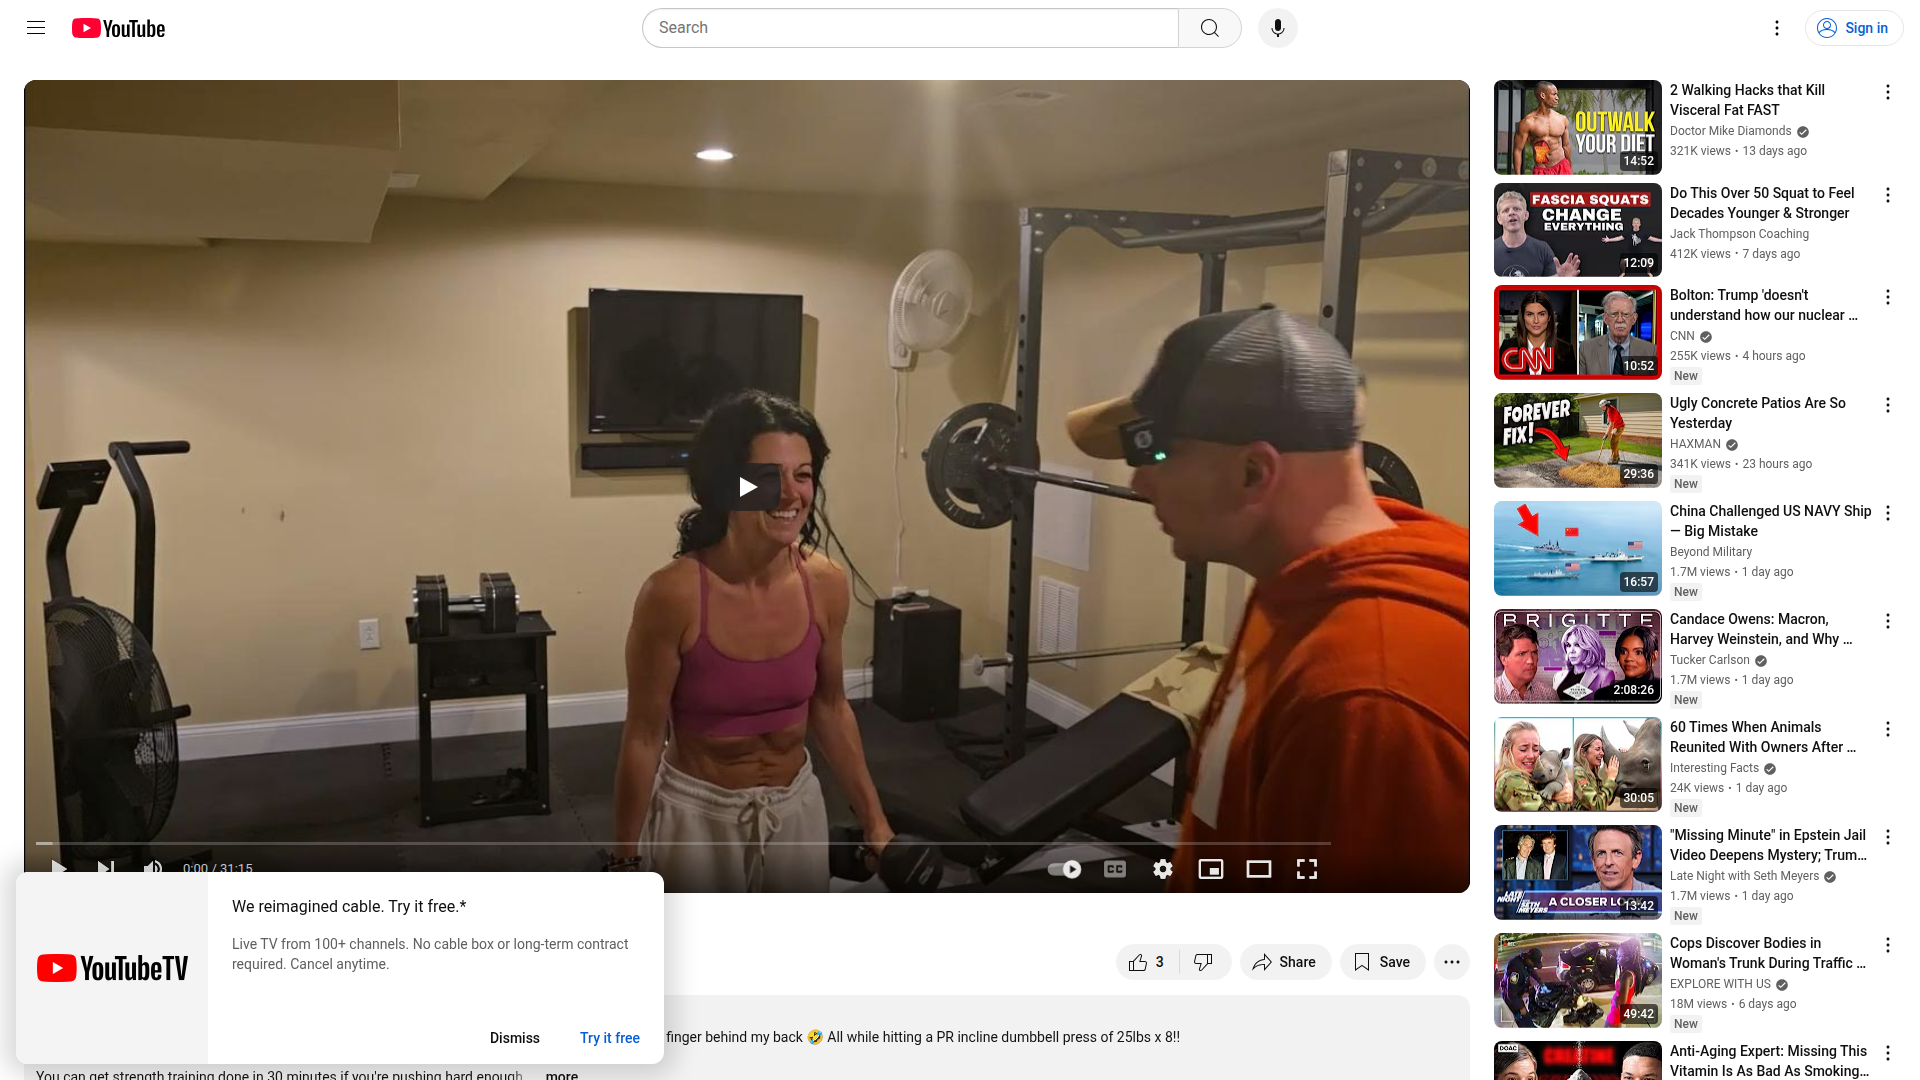 YouTube
Search
Sign in
0:00 / 31:15
CC
YouTubeTV
We reimagined cable. Try it free.*
Live TV from 100+ channels. No cable box or long-term contract
required. Cancel anytime.
Dismiss
Try it free
3
Share
Save
finger behind my back 🤣 All while hitting a PR incline dumbbell press of 25lbs x 8!!
You can get strength training done in 30 minutes if you're pushing hard enough
...more
OUTWALK
YOUR DIET
14:52
2 Walking Hacks that Kill
Visceral Fat FAST
Doctor Mike Diamonds
321K views • 13 days ago
FASCIA SQUATS
CHANGE
EVERYTHING
12:09
Do This Over 50 Squat to Feel
Decades Younger & Stronger
Jack Thompson Coaching
412K views • 7 days ago
CNN
10:52
Bolton: Trump 'doesn't
understand how our nuclear ...
CNN
255K views • 4 hours ago
New
FOREVER
FIX!
29:36
Ugly Concrete Patios Are So
Yesterday
HAXMAN
341K views • 23 hours ago
New
16:57
China Challenged US NAVY Ship
— Big Mistake
Beyond Military
1.7M views • 1 day ago
New
BRIGITTE
2:08:26
Candace Owens: Macron,
Harvey Weinstein, and Why ...
Tucker Carlson
1.7M views • 1 day ago
New
30:05
60 Times When Animals
Reunited With Owners After ...
Interesting Facts
24K views • 1 day ago
New
LATE
NIGHT
SETH
MEYERS
A CLOSER LOOK
13:42
"Missing Minute" in Epstein Jail
Video Deepens Mystery; Trum...
Late Night with Seth Meyers
1.7M views • 1 day ago
New
49:42
Cops Discover Bodies in
Woman's Trunk During Traffic ...
EXPLORE WITH US
18M views • 6 days ago
New
DOAC
CREATINE
Anti-Aging Expert: Missing This
Vitamin Is As Bad As Smoking...